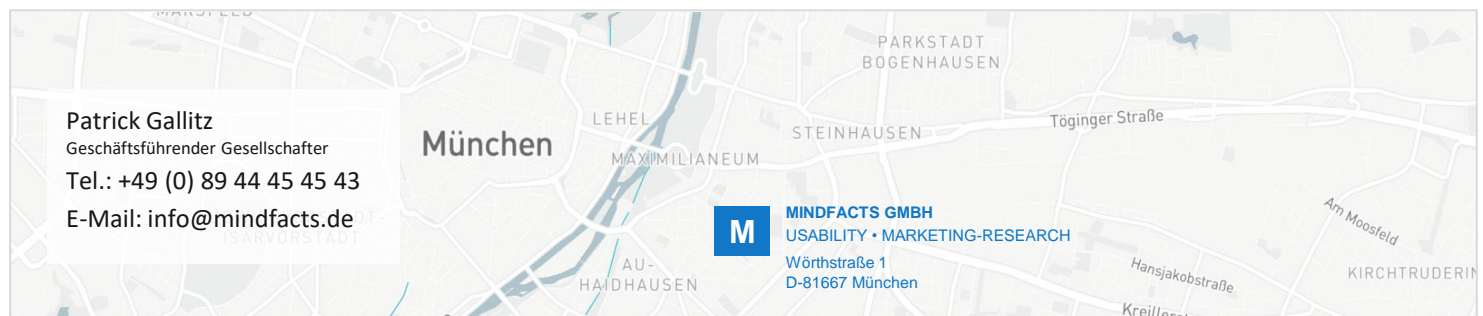 MARSFELD
PARKSTADT
BOGENHAUSEN
Patrick Gallitz
Geschäftsführender Gesellschafter
Tel.: +49 (0) 89 44 45 45 43
E-Mail: info@mindfacts.de
München
LEHEL
MAXIMILIANEUM
STEINHAUSEN
Töginger Straße
ISARVORSTADT
AU-
HAIDHAUSEN
M
MINDFACTS GMBH
USABILITY • MARKETING-RESEARCH
Wörthstraße 1
D-81667 München
Am Moosfeld
Hansjakobstraße
KIRCHTRUDERIN